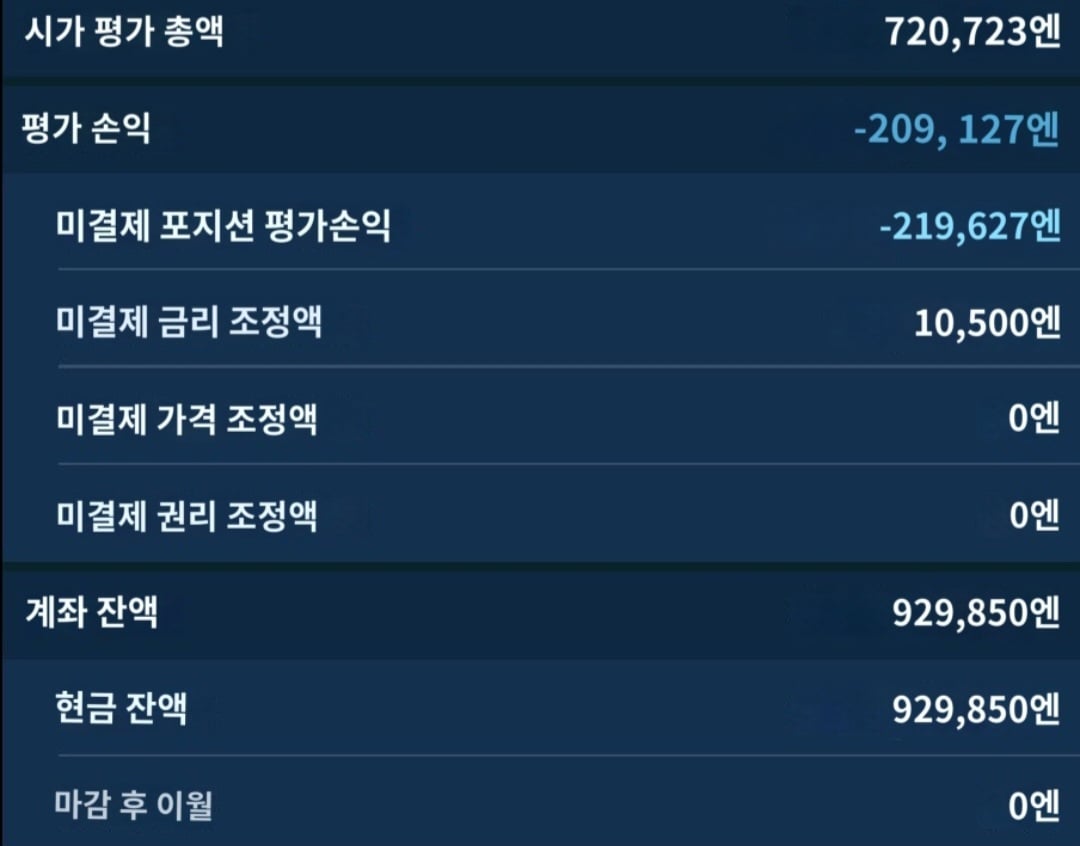 시가 평가 총액 720,723엔
평가 손익 -209, 127엔
미결제 포지션 평가손익 -219,627엔
미결제 금리 조정액 10,500엔
미결제 가격 조정액 0엔
미결제 권리 조정액 0엔
계좌 잔액 929,850엔
현금 잔액 929,850엔
마감 후 이월 0엔